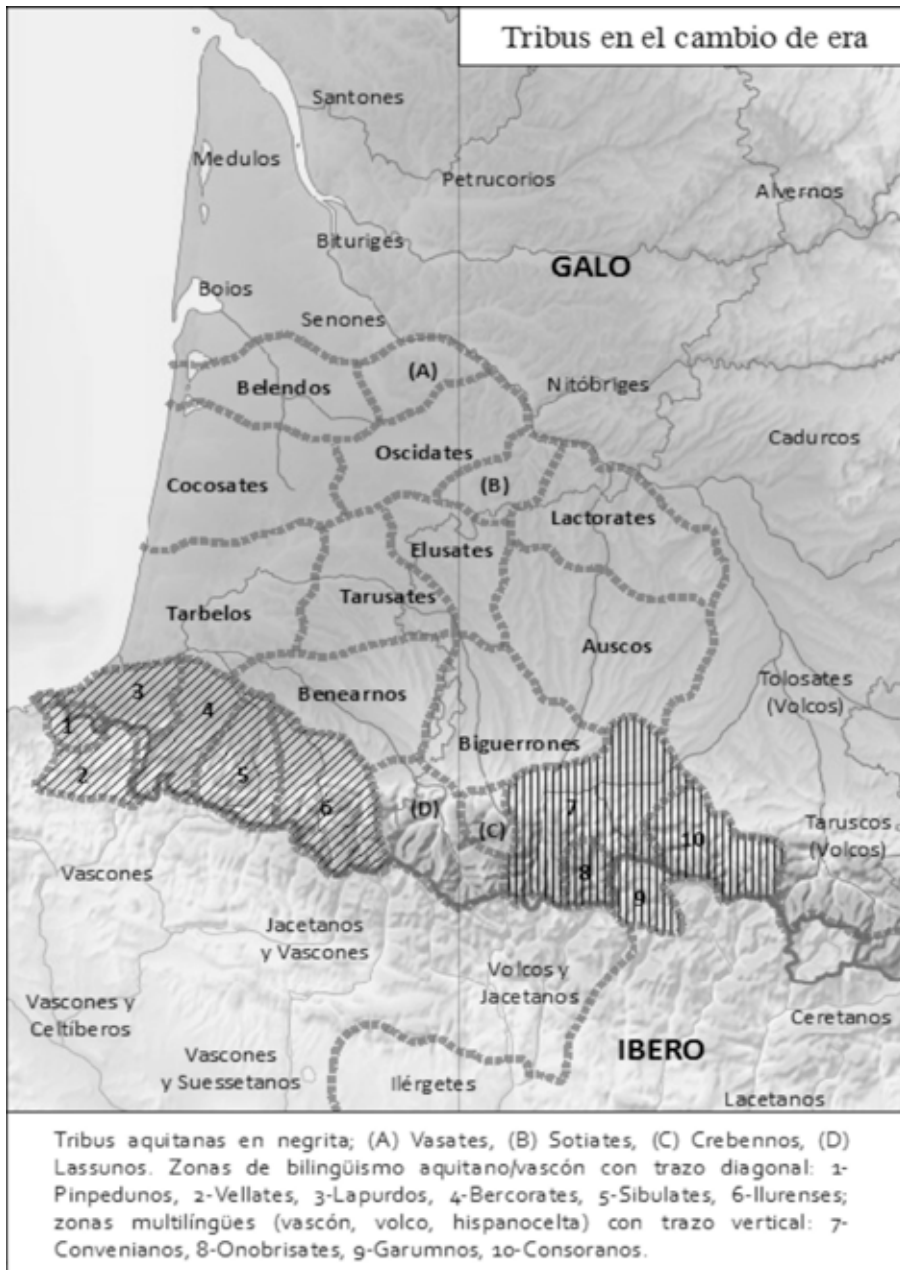 Tribus en el cambio de era
Santones
Medulos
Petrucorios
Alvernos
Bituriges
GALO
Boios
Senones
(A)
Belendos
Nitóbriges
Oscidates
Cadurcos
Cocosates
(B)
Lactorates
Elusates
Tarbelos
Tarusates
Auscos
3
4
Benearnos
Tolosates
(Volcos)
1
Biguerrones
2
5
6
(D)
7
(C)
10
Taruscos
(Volcos)
Vascones
8
9
Jacetanos
y Vascones
Volcos y
Jacetanos
Vascones y
Celtíberos
Ceretanos
IBERO
Vascones
y Suessetanos
Ilérgetes
Lacetanos
Tribus aquitanas en negrita; (A) Vasates, (B) Sotiates, (C) Crebennos, (D)
Lassunos. Zonas de bilingüismo aquitano/vascón con trazo diagonal: 1-
Pinpedunos, 2-Vellates, 3-Lapurdos, 4-Bercorates, 5-Sibulates, 6-Ilurenses;
zonas multilíngües (vascón, volco, hispanocelta) con trazo vertical: 7-
Convenianos, 8-Onobrisates, 9-Garumnos, 10-Consoranos.